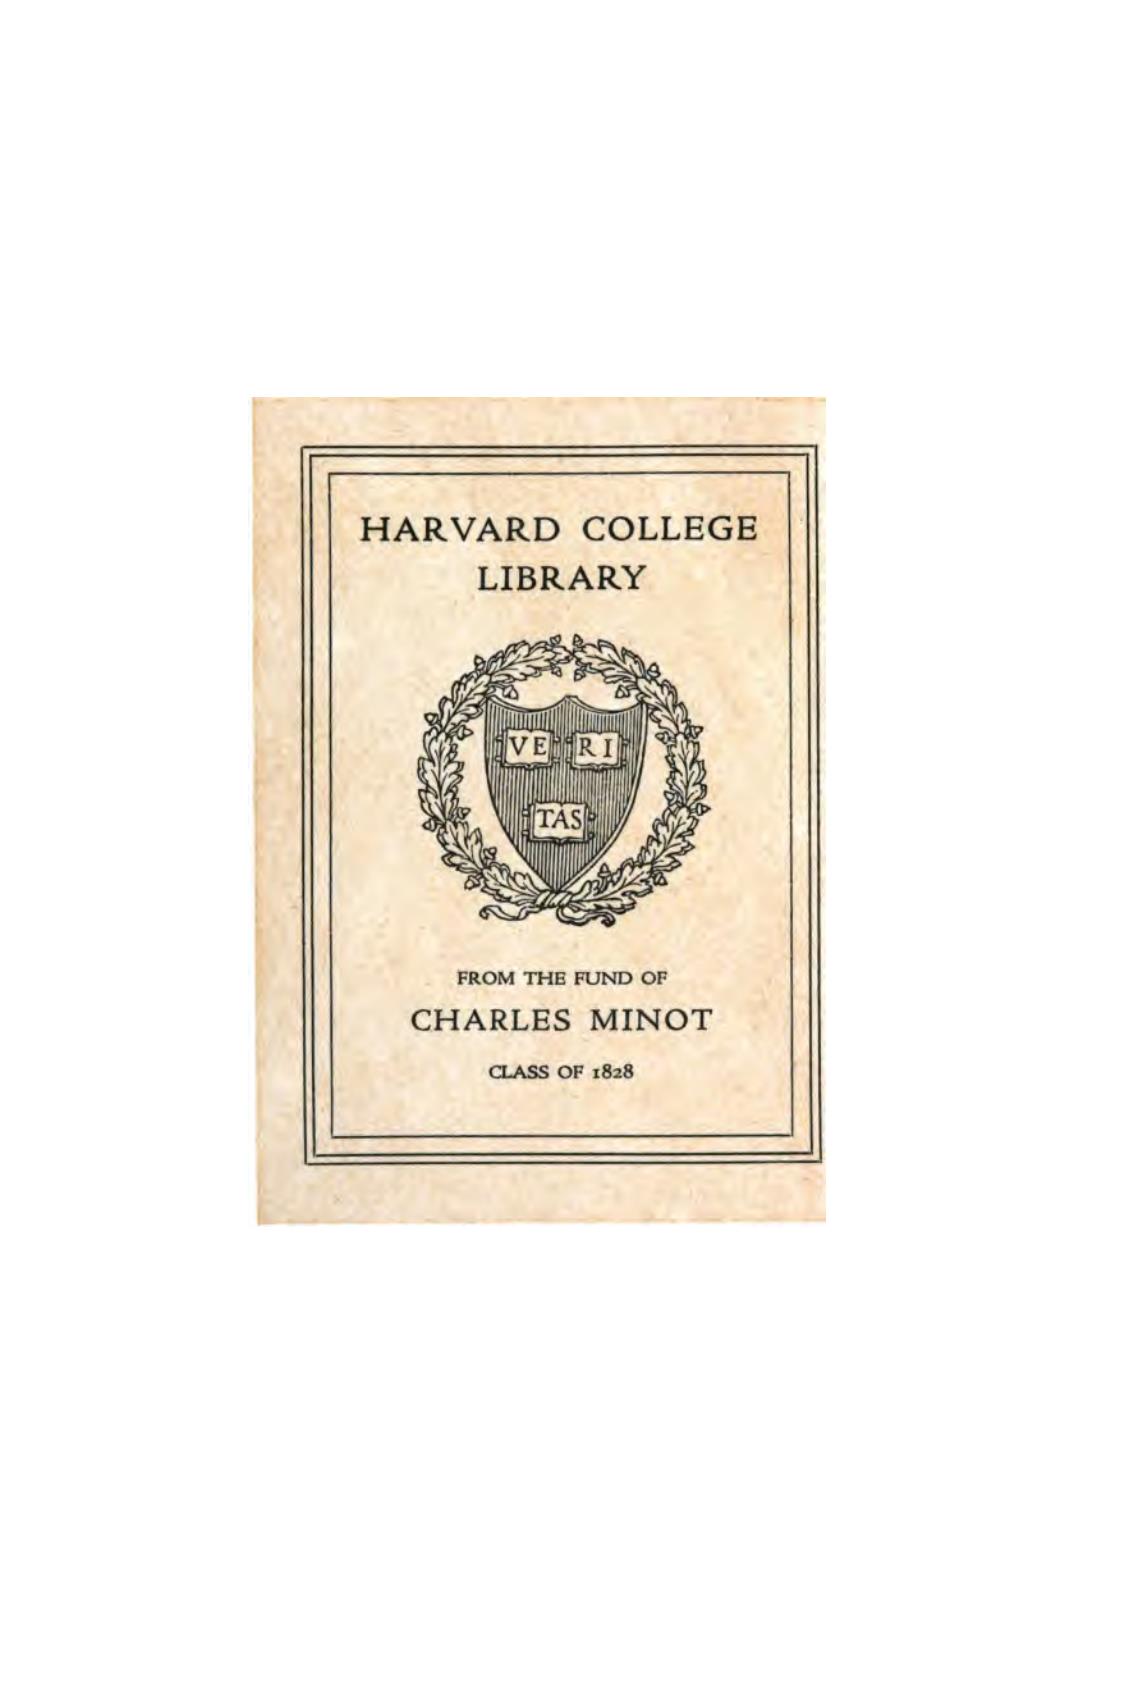 HARVARD COLLEGE
LIBRARY
VE RI
TAS
FROM THE FUND OF
CHARLES MINOT
CLASS OF 1828